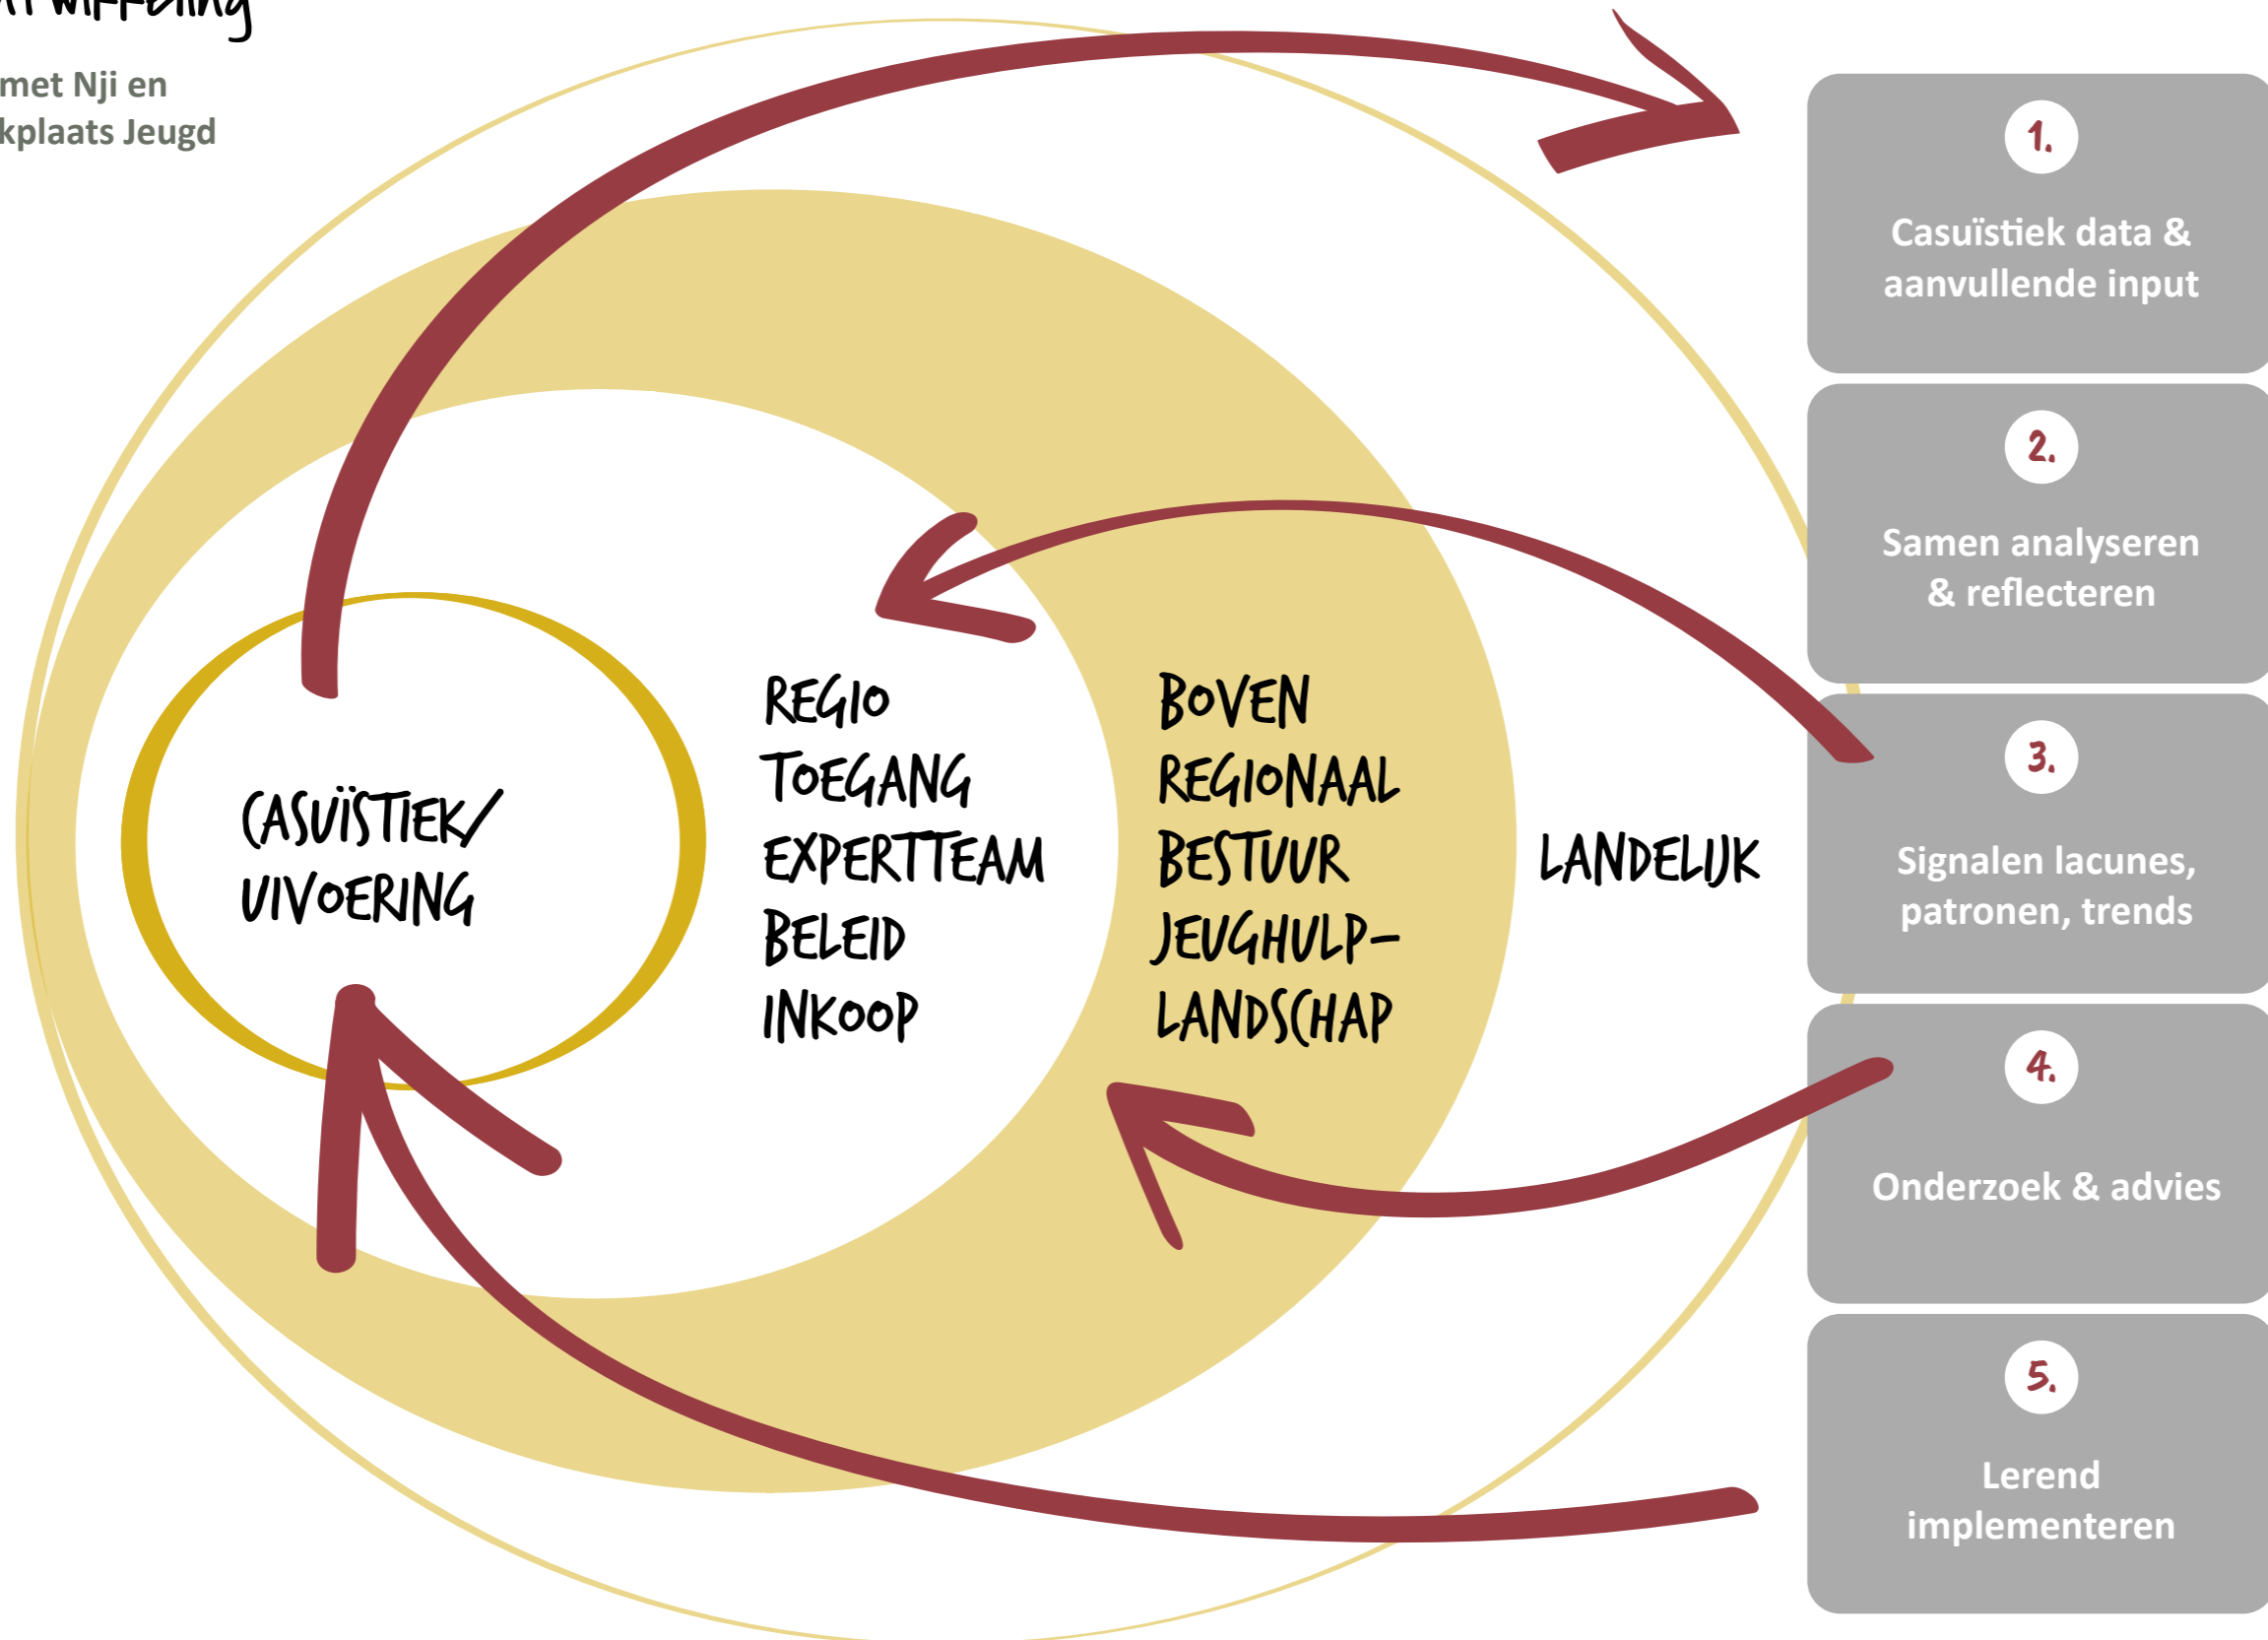 met Nji en
kplaats Jeugd
CASUÏSTIEK/
UIVOERING
REGIO
TOEGANG
EXPERTTEAM
BELEID
INKOOP
BOVEN
REGIONAAL
BESTUUR
JEUGHULP-
LANDSCHAP
LANDELIJK
1.
Casuïstiek data &
aanvullende input
2.
Samen analyseren
& reflecteren
3.
Signalen lacunes,
patronen, trends
4.
Onderzoek & advies
5.
Lerend
implementeren